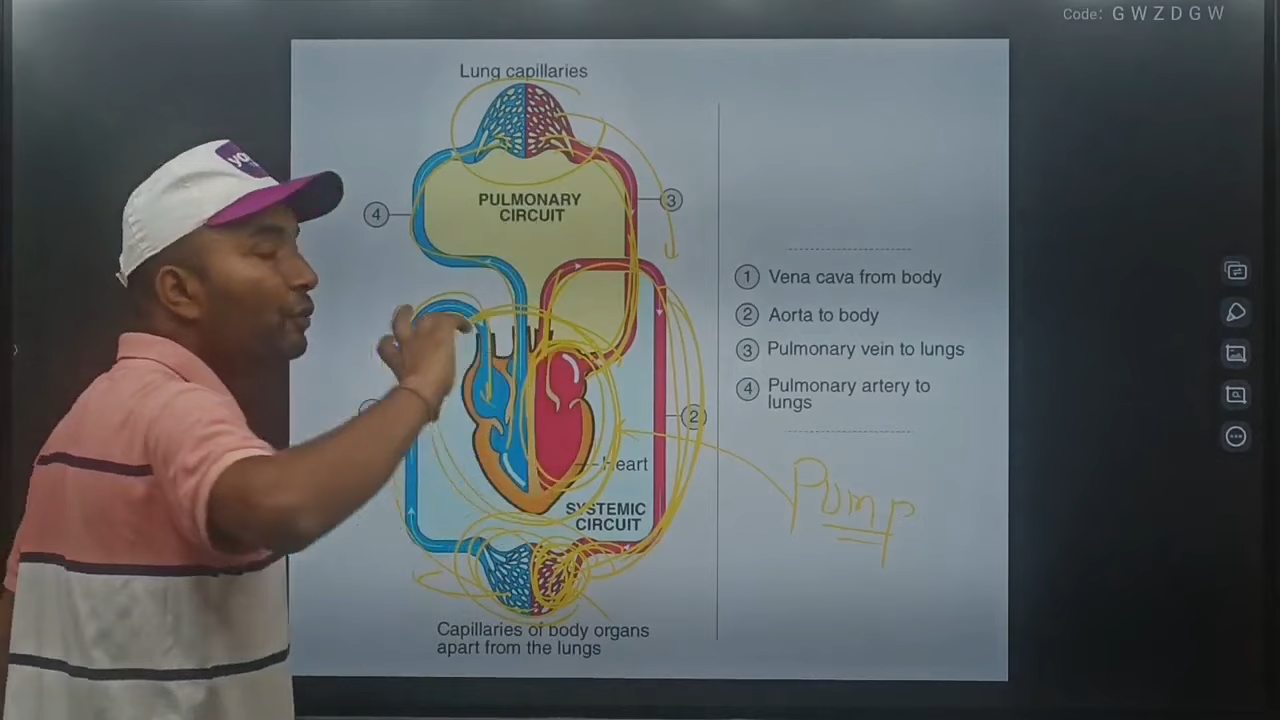 Code: G W Z D G W
Lung capillaries
PULMONARY
CIRCUIT
4
3
1 Vena cava from body
2 Aorta to body
3 Pulmonary vein to lungs
4 Pulmonary artery to
lungs
2
Heart
SYSTEMIC
CIRCUIT
Pump
Capillaries of body organs
apart from the lungs